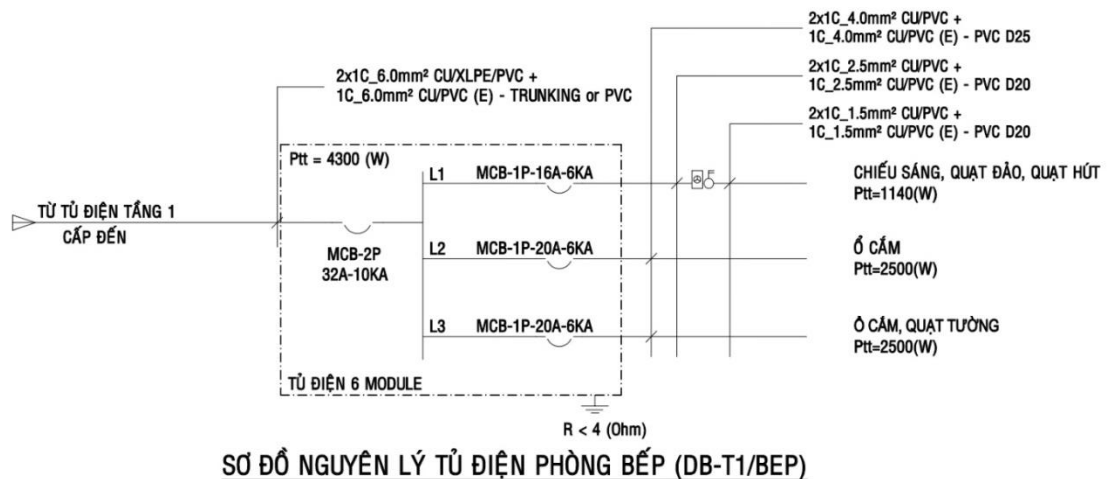 2x1C_4.0mm² CU/PVC +
1C_4.0mm² CU/PVC (E) - PVC D25
2x1C_6.0mm² CU/XLPE/PVC +
1C_6.0mm² CU/PVC (E) - TRUNKING or PVC
2x1C_2.5mm² CU/PVC +
1C_2.5mm² CU/PVC (E) - PVC D20
2x1C_1.5mm² CU/PVC +
1C_1.5mm² CU/PVC (E) - PVC D20
Ptt = 4300 (W)
L1 MCB-1P-16A-6KA
CHIẾU SÁNG, QUẠT ĐẢO, QUẠT HÚT
Ptt=1140(W)
TỪ TỦ ĐIỆN TẦNG 1
CẤP ĐẾN
MCB-2P
32A-10KA
L2 MCB-1P-20A-6KA
Ổ CẮM
Ptt=2500(W)
L3 MCB-1P-20A-6KA
Ổ CẮM, QUẠT TƯỜNG
Ptt=2500(W)
TỦ ĐIỆN 6 MODULE
R < 4 (Ohm)
SƠ ĐỒ NGUYÊN LÝ TỦ ĐIỆN PHÒNG BẾP (DB-T1/BEP)